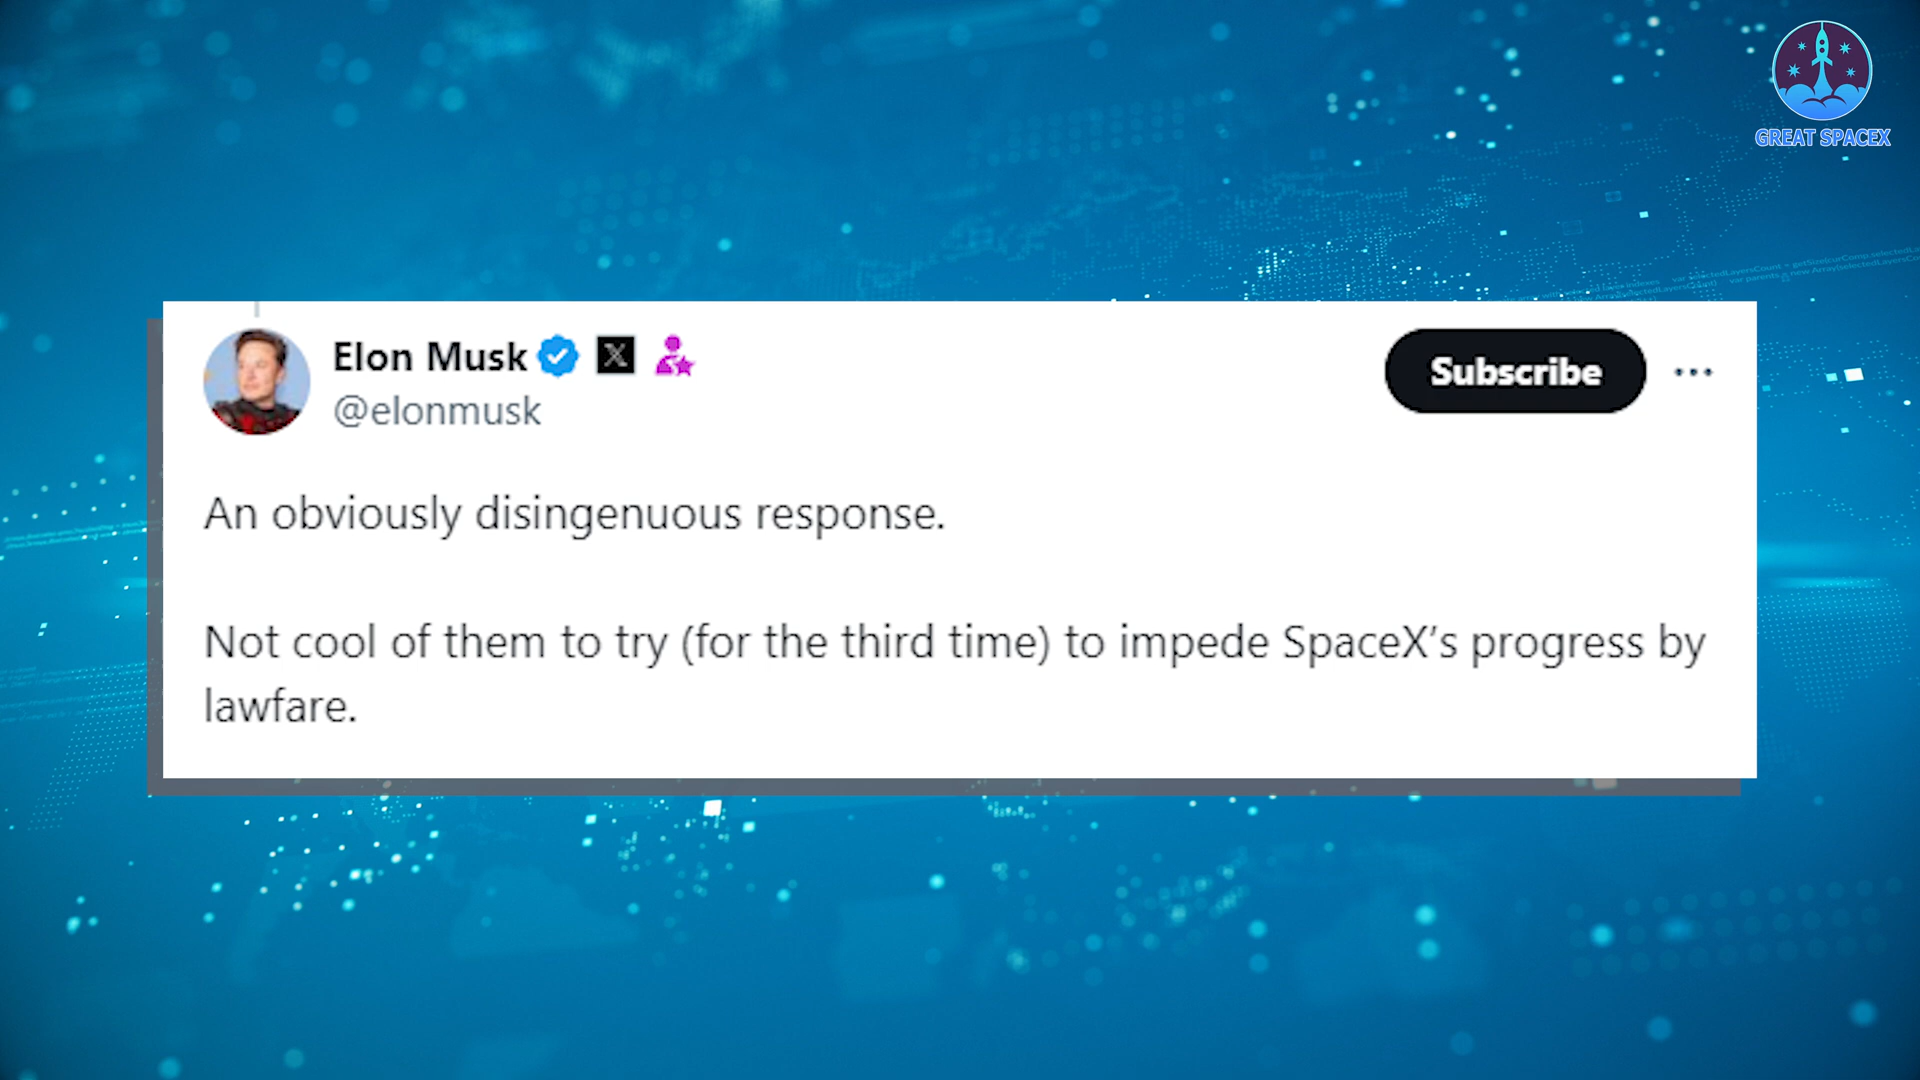 GREAT SPACEX
Elon Musk
@elonmusk
Subscribe
An obviously disingenuous response.
Not cool of them to try (for the third time) to impede SpaceX’s progress by
lawfare.